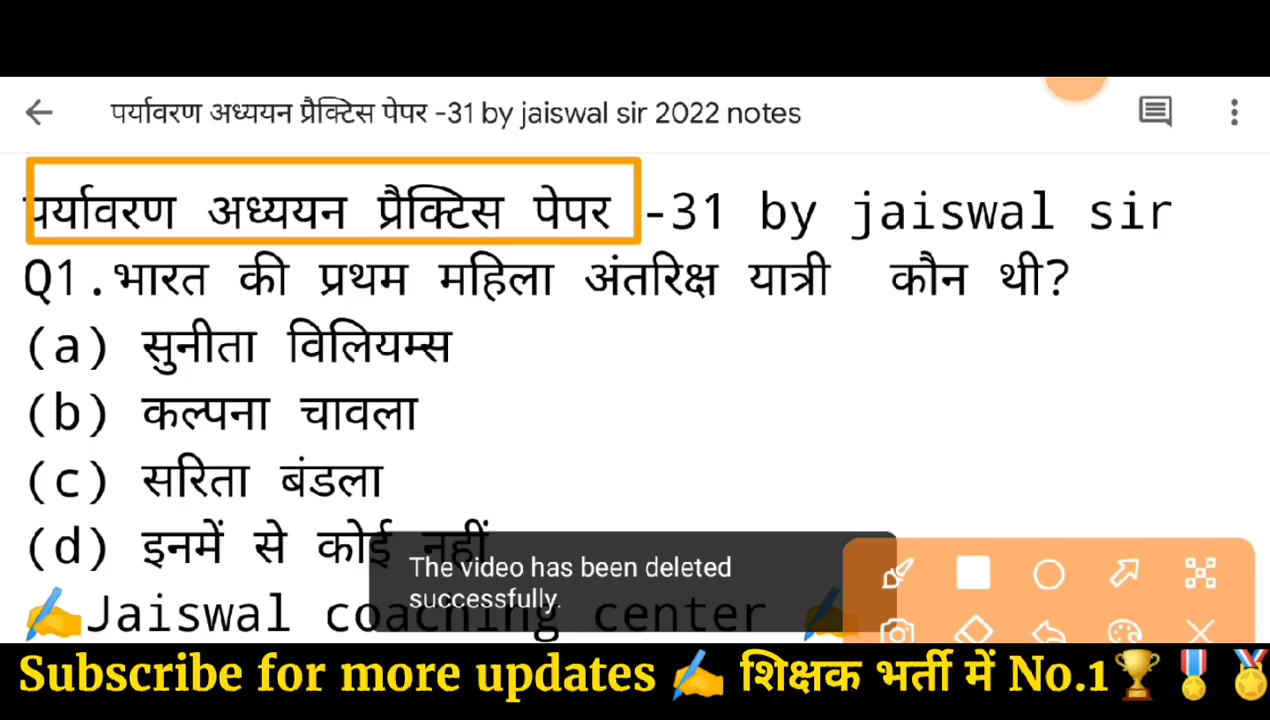 पर्यावरण अध्ययन प्रैक्टिस पेपर -31 by jaiswal sir 2022 notes
पर्यावरण अध्ययन प्रैक्टिस पेपर -31 by jaiswal sir
Q1.भारत की प्रथम महिला अंतरिक्ष यात्री कौन थी?
(a) सुनीता विलियम्स
(b) कल्पना चावला
(c) सरिता बंडला
(d) इनमें से कोई नहीं
The video has been deleted
successfully.
✍️Jaiswal coaching center ✍️
Subscribe for more updates ✍️ शिक्षक भर्ती में No.1🏆🎖️🏅